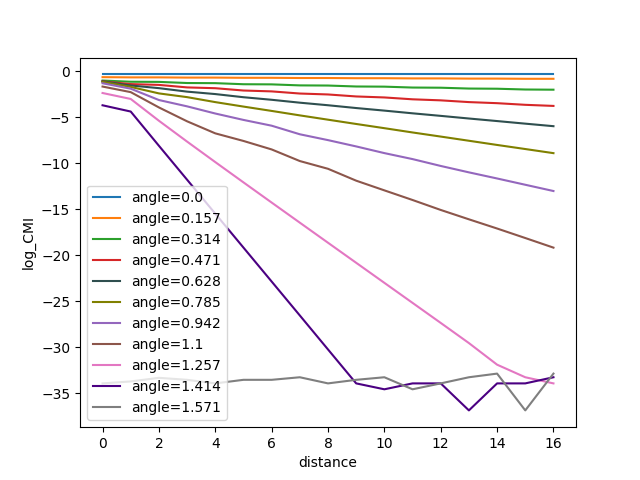 0
−5
−10
−15
−20
−25
−30
−35
log_CMI
angle=0.0
angle=0.157
angle=0.314
angle=0.471
angle=0.628
angle=0.785
angle=0.942
angle=1.1
angle=1.257
angle=1.414
angle=1.571
0 2 4 6 8 10 12 14 16
distance